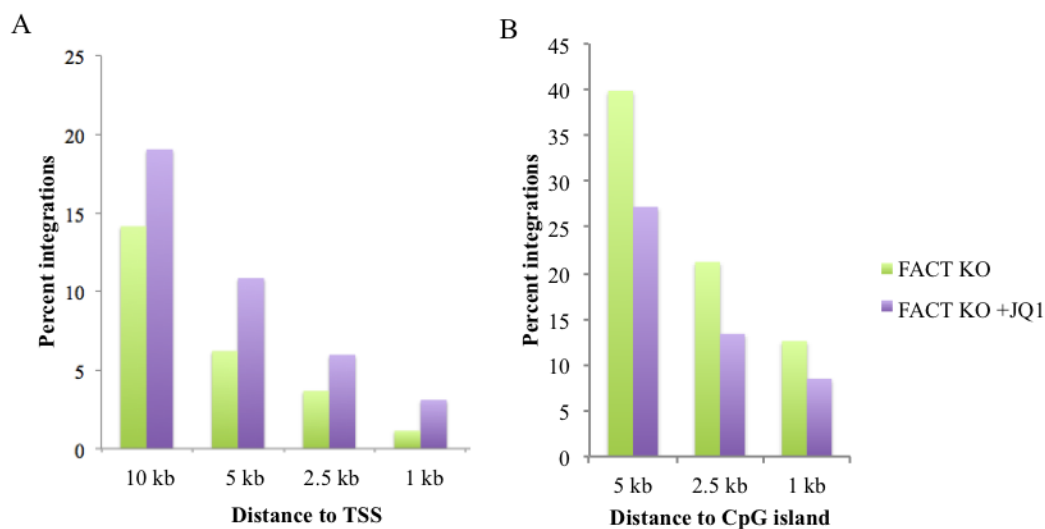 A
25
20
15
10
5
0
Percent integrations
10 kb 5 kb 2.5 kb 1 kb
Distance to TSS
B
45
40
35
30
25
20
15
10
5
0
Percent integrations
5 kb 2.5 kb 1 kb
Distance to CpG island
FACT KO
FACT KO +JQ1